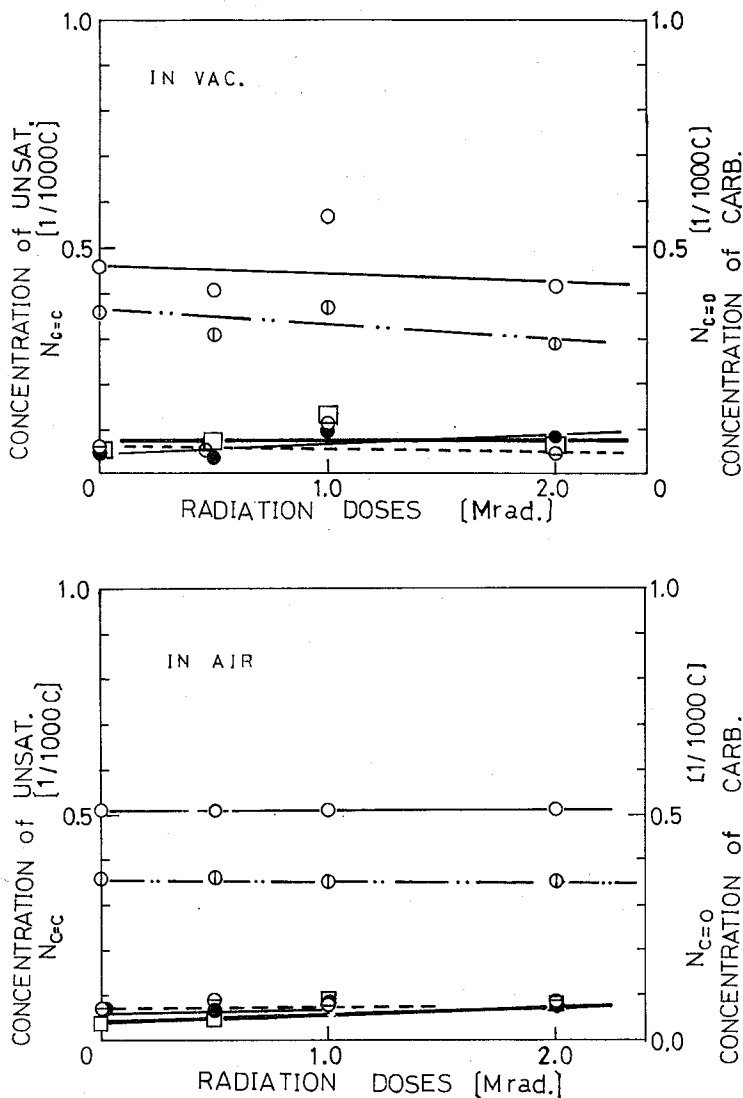 1.0
1.0
IN VAC.
CONCENTRATION of UNSAT.
[1/1000C]
N_C=C
0.5
0.5
[1/1000C]
N_C=0
CONCENTRATION of CARB.
0
1.0
2.0
0
RADIATION DOSES [Mrad.]
1.0
1.0
IN AIR
CONCENTRATION of UNSAT.
[1/1000C]
N_C=C
0.5
0.5
[1/1000C]
N_C=O
CONCENTRATION of CARB.
0
1.0
2.0
0.0
RADIATION DOSES [Mrad.]